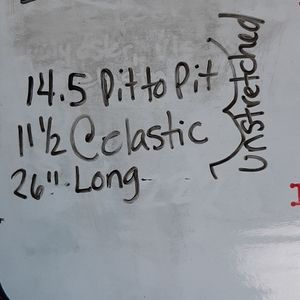 14.5 Pit to Pit
11 1/2 @ elastic
26" Long
unstretched